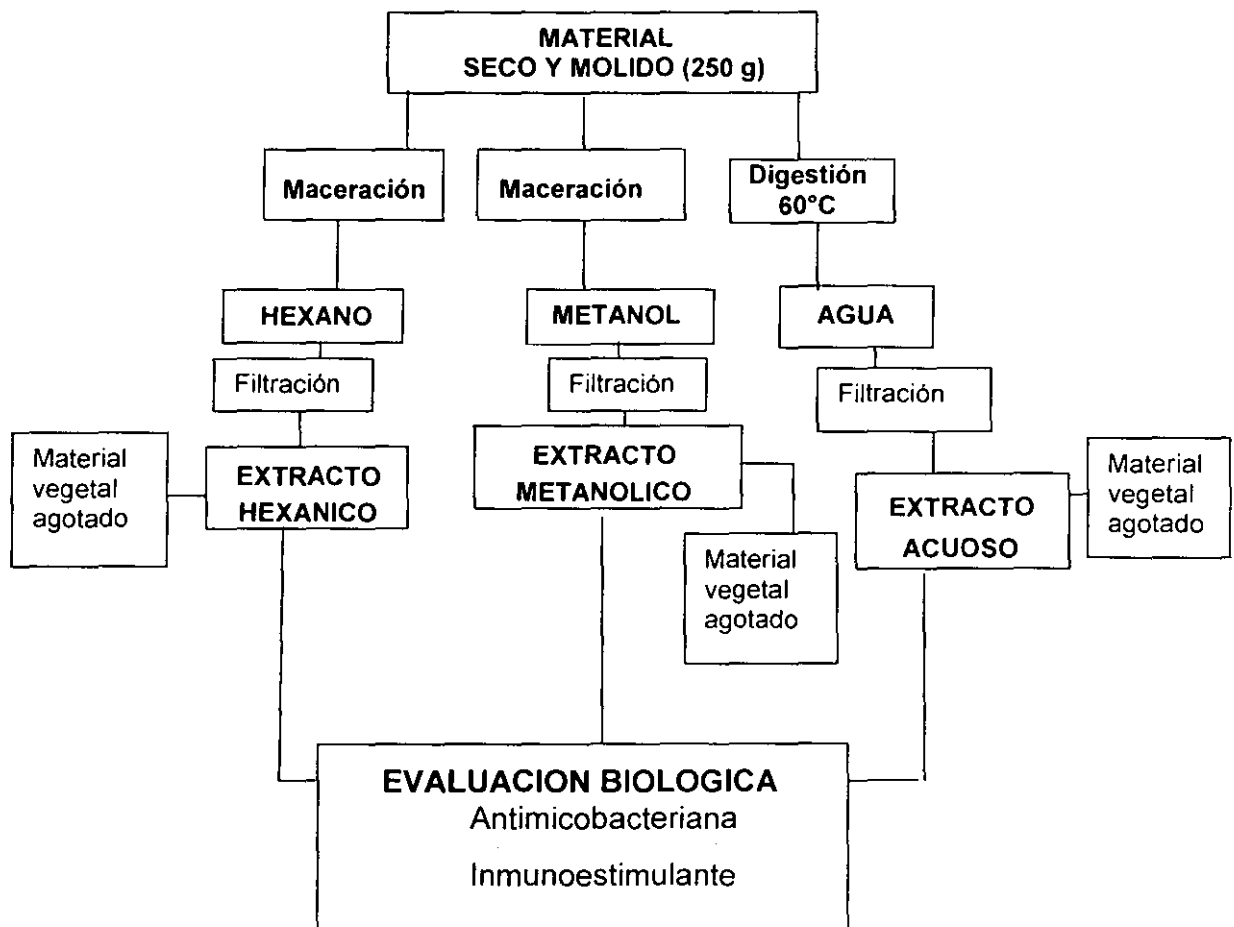 MATERIAL
SECO Y MOLIDO (250 g)
Maceración
Maceración
Digestión
60°C
HEXANO
METANOL
AGUA
Filtración
Filtración
Filtración
Material
vegetal
agotado
EXTRACTO
HEXANICO
EXTRACTO
METANOLICO
Material
vegetal
agotado
EXTRACTO
ACUOSO
Material
vegetal
agotado
EVALUACION BIOLOGICA
Antimicobacteriana
Inmunoestimulante